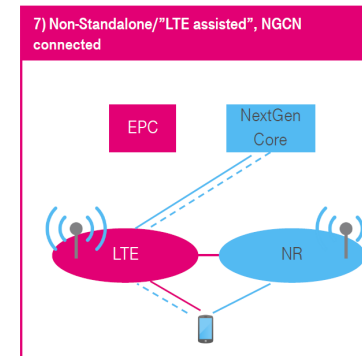 7) Non-Standalone/”LTE assisted”, NGCN
connected
EPC
NextGen
Core
LTE
NR